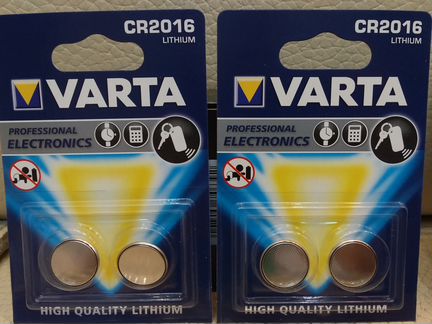 CR2016
LITHIUM
VARTA
PROFESSIONAL
ELECTRONICS
HIGH QUALITY LITHIUM
CR2016
LITHIUM
VARTA
PROFESSIONAL
ELECTRONICS
HIGH QUALITY LITHIUM